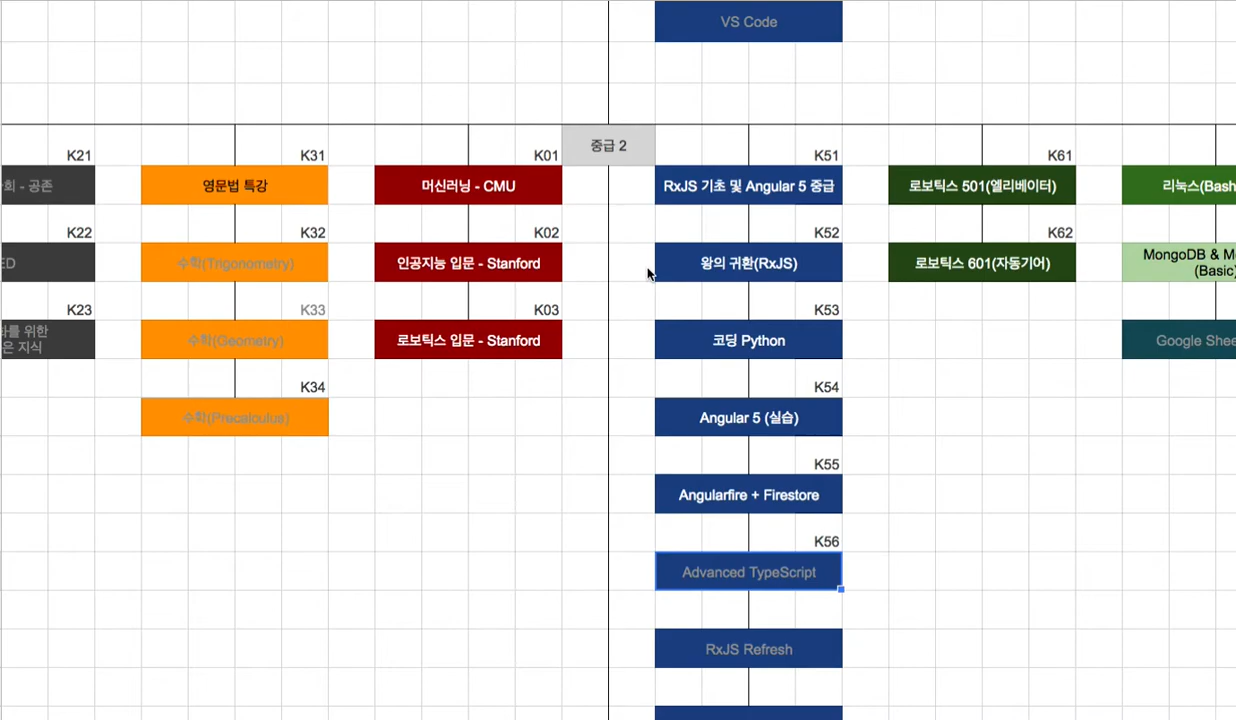 VS Code
중급 2
K21
K31
K01
K51
K61
회 - 공존
영문법 특강
머신러닝 - CMU
RxJS 기초 및 Angular 5 중급
로보틱스 501(엘리베이터)
리눅스(Bash
K22
K32
K02
K52
K62
ED
수학(Trigonometry)
인공지능 입문 - Stanford
왕의 귀환(RxJS)
로보틱스 601(자동기어)
MongoDB & M
(Basic)
K23
K33
K03
K53
화를 위한
은 지식
수학(Geometry)
로보틱스 입문 - Stanford
코딩 Python
Google Shee
K34
K54
수학(Precalculus)
Angular 5 (실습)
K55
Angularfire + Firestore
K56
Advanced TypeScript
RxJS Refresh